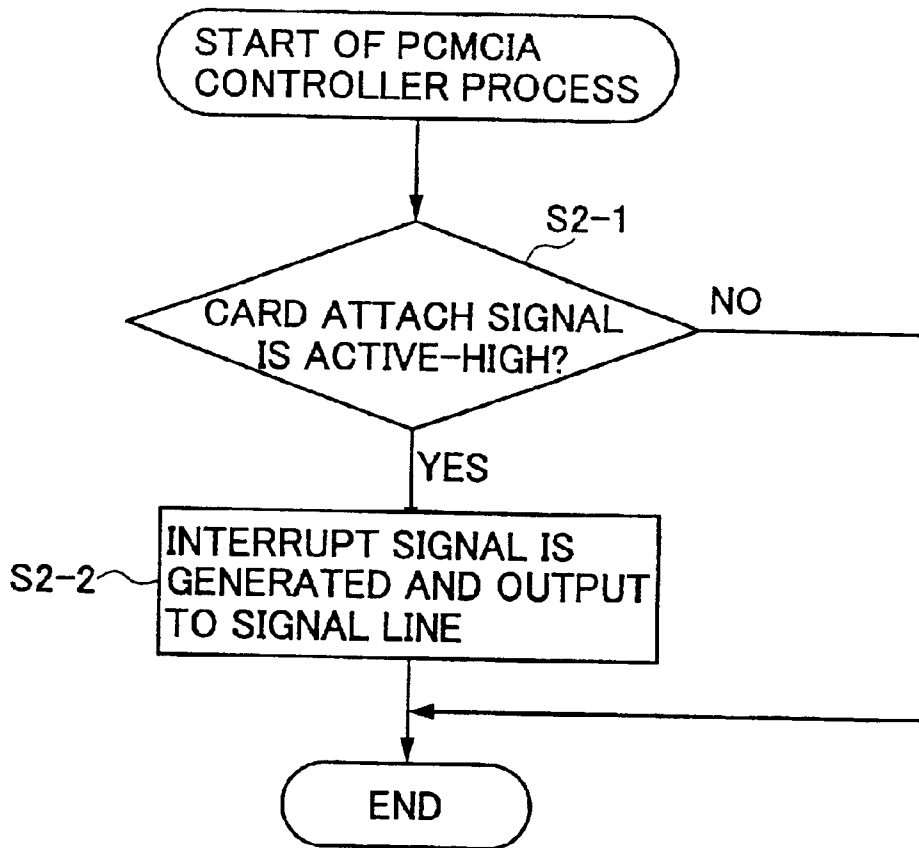 START OF PCMCIA
CONTROLLER PROCESS
S2-1
CARD ATTACH SIGNAL
IS ACTIVE-HIGH?
NO
YES
S2-2
INTERRUPT SIGNAL IS
GENERATED AND OUTPUT
TO SIGNAL LINE
END